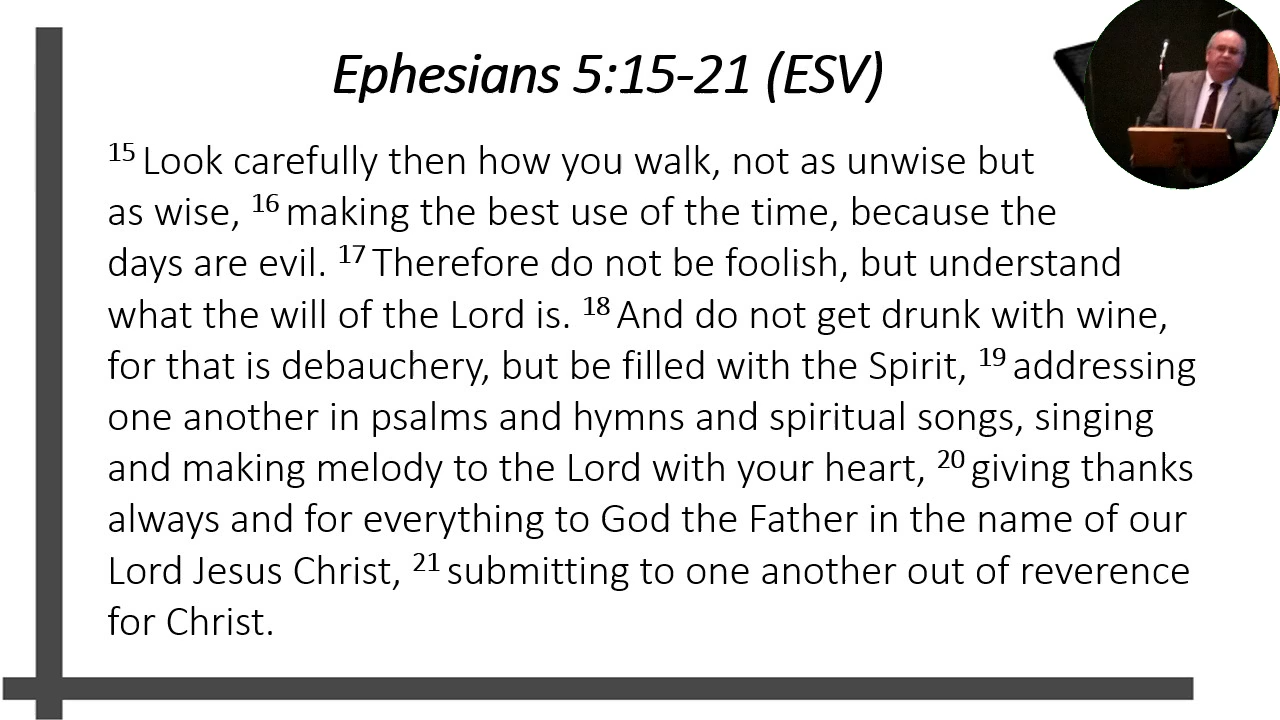 Ephesians 5:15-21 (ESV)
15 Look carefully then how you walk, not as unwise but
as wise, 16 making the best use of the time, because the
days are evil. 17 Therefore do not be foolish, but understand
what the will of the Lord is. 18 And do not get drunk with wine,
for that is debauchery, but be filled with the Spirit, 19 addressing
one another in psalms and hymns and spiritual songs, singing
and making melody to the Lord with your heart, 20 giving thanks
always and for everything to God the Father in the name of our
Lord Jesus Christ, 21 submitting to one another out of reverence
for Christ.